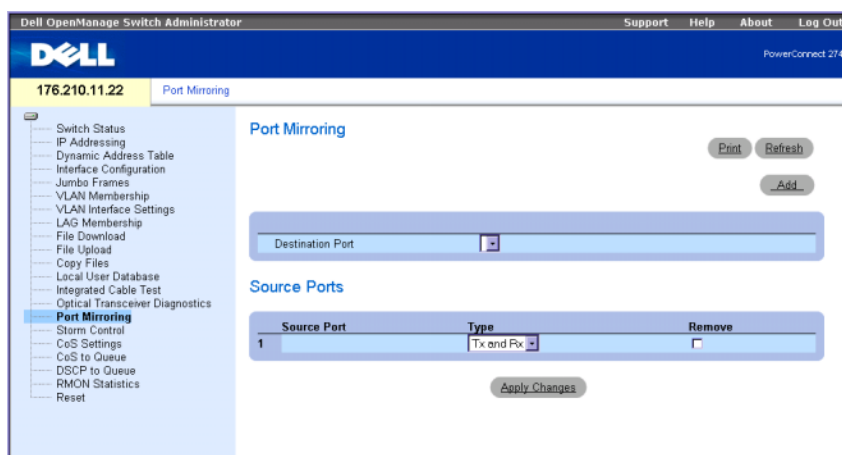 Dell OpenManage Switch Administrator
Support Help About Log Out
DELL
PowerConnect 274
176.210.11.22
Port Mirroring
Switch Status
IP Addressing
Dynamic Address Table
Interface Configuration
Jumbo Frames
VLAN Membership
VLAN Interface Settings
LAG Membership
File Download
File Upload
Copy Files
Local User Database
Integrated Cable Test
Optical Transceiver Diagnostics
Port Mirroring
Storm Control
CoS Settings
CoS to Queue
DSCP to Queue
RMON Statistics
Reset
Port Mirroring
Print Refresh
Add
Destination Port
Source Ports
Source Port Type Remove
1 Tx and Rx
Apply Changes